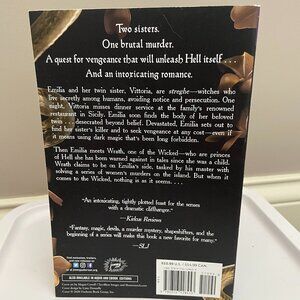 Two sisters.
One brutal murder.
A quest for vengeance that will unleash Hell itself . . .
And an intoxicating romance.
Emilia and her twin sister, Vittoria, are streghe—witches who
live secretly among humans, avoiding notice and persecution. One
night, Vittoria misses dinner service at the family's renowned
restaurant in Sicily. Emilia soon finds the body of her beloved
twin . . . desecrated beyond belief. Devastated, Emilia sets out to
find her sister's killer and to seek vengeance at any cost—even if
it means using dark magic that's been long forbidden.
Then Emilia meets Wrath, one of the Wicked—who are princes
of Hell she has been warned against in tales since she was a child.
Wrath claims to be on Emilia's side, tasked by his master with
solving a series of women's murders on the island. But when it
comes to the Wicked, nothing is as it seems. . . .
"An intoxicating, tightly plotted feast for the
senses with a dramatic cliffhanger."
—Kirkus Reviews
"Fantasy, magic, devils, a murder mystery, shapeshifters, and the
beginning of a series will make this book a new favorite for many."
—SLJ
ALSO AVAILABLE IN AUDIO AND EBOOK EDITIONS